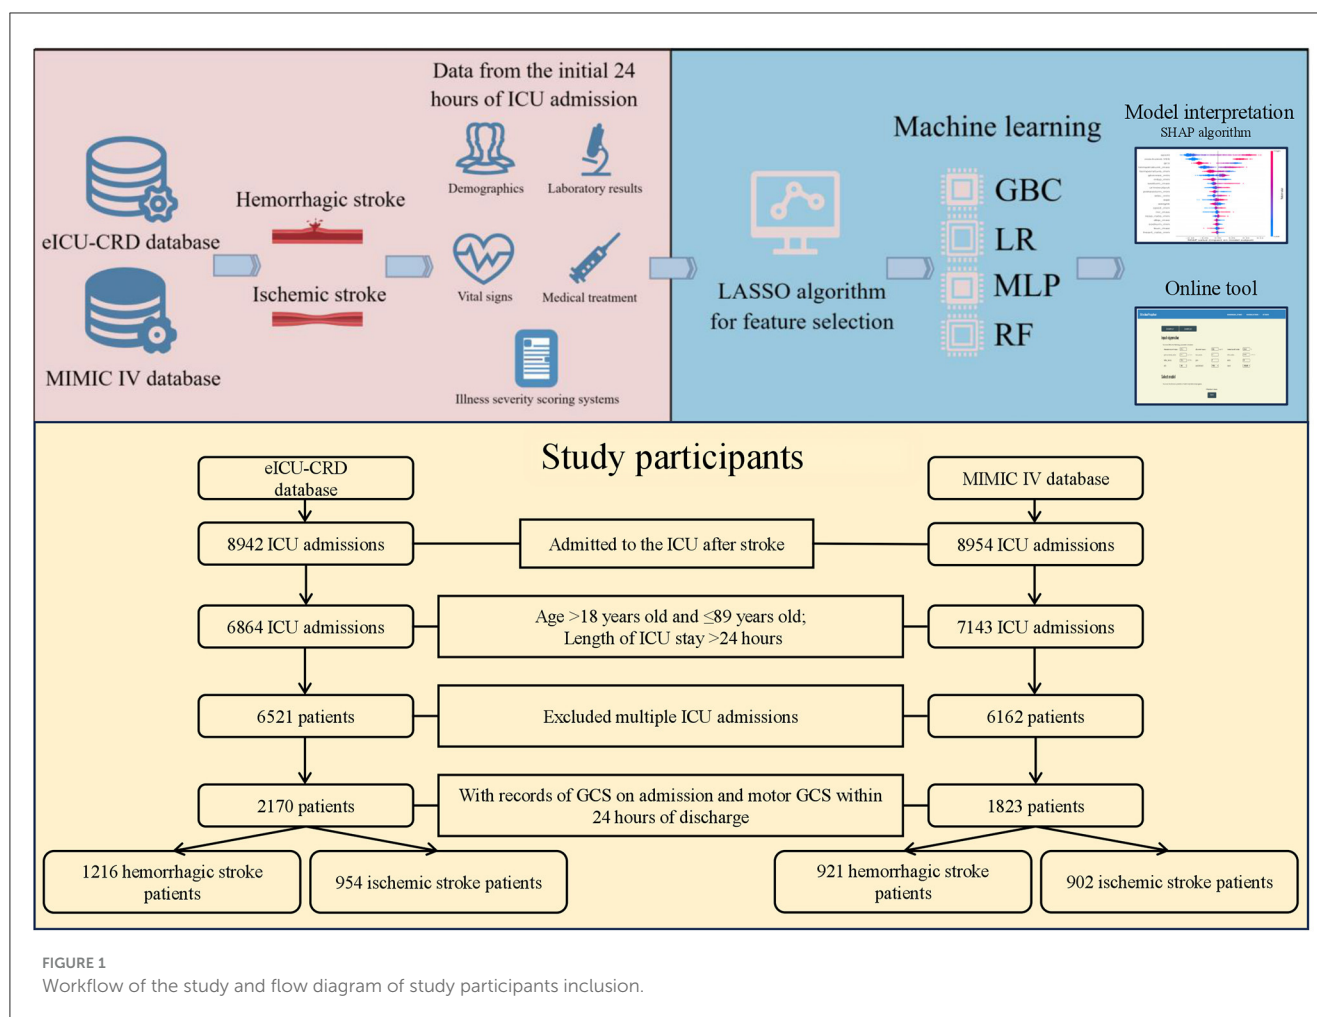 Data from the initial 24
hours of ICU admission
Demographics
Laboratory results
Vital signs
Medical treatment
Illness severity scoring systems
eICU-CRD database
MIMIC IV database
Hemorrhagic stroke
Ischemic stroke
LASSO algorithm
for feature selection
Machine learning
GBC
LR
MLP
RF
Model interpretation
SHAP algorithm
Online tool
Study participants
eICU-CRD
database
MIMIC IV database
8942 ICU admissions
Admitted to the ICU after stroke
8954 ICU admissions
6864 ICU admissions
Age >18 years old and ≤89 years old;
Length of ICU stay >24 hours
7143 ICU admissions
6521 patients
Excluded multiple ICU admissions
6162 patients
2170 patients
With records of GCS on admission and motor GCS within
24 hours of discharge
1823 patients
1216 hemorrhagic stroke
patients
954 ischemic stroke patients
921 hemorrhagic stroke
patients
902 ischemic stroke patients
FIGURE 1
Workflow of the study and flow diagram of study participants inclusion.